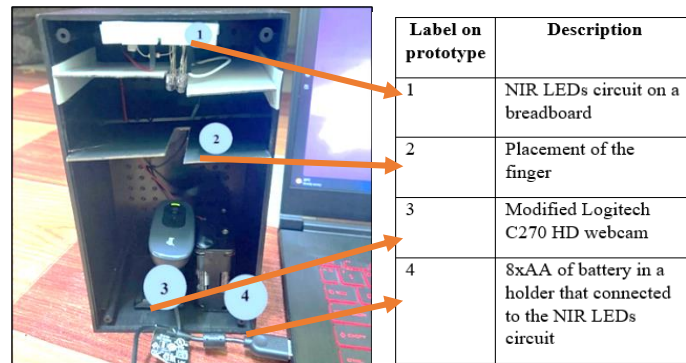 1
2
3
4
Label on
prototype
Description
1
NIR LEDs circuit on a
breadboard
2
Placement of the
finger
3
Modified Logitech
C270 HD webcam
4
8xAA of battery in a
holder that connected
to the NIR LEDs
circuit